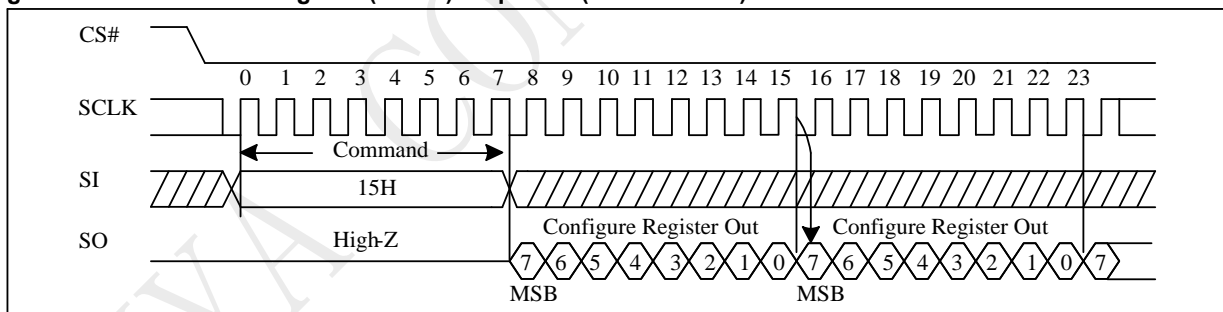 CS#
0 1 2 3 4 5 6 7 8 9 10 11 12 13 14 15 16 17 18 19 20 21 22 23
SCLK
Command
SI
15H
SO
High-Z
Configure Register Out
Configure Register Out
7 6 5 4 3 2 1 0 7 6 5 4 3 2 1 0 7
MSB
MSB